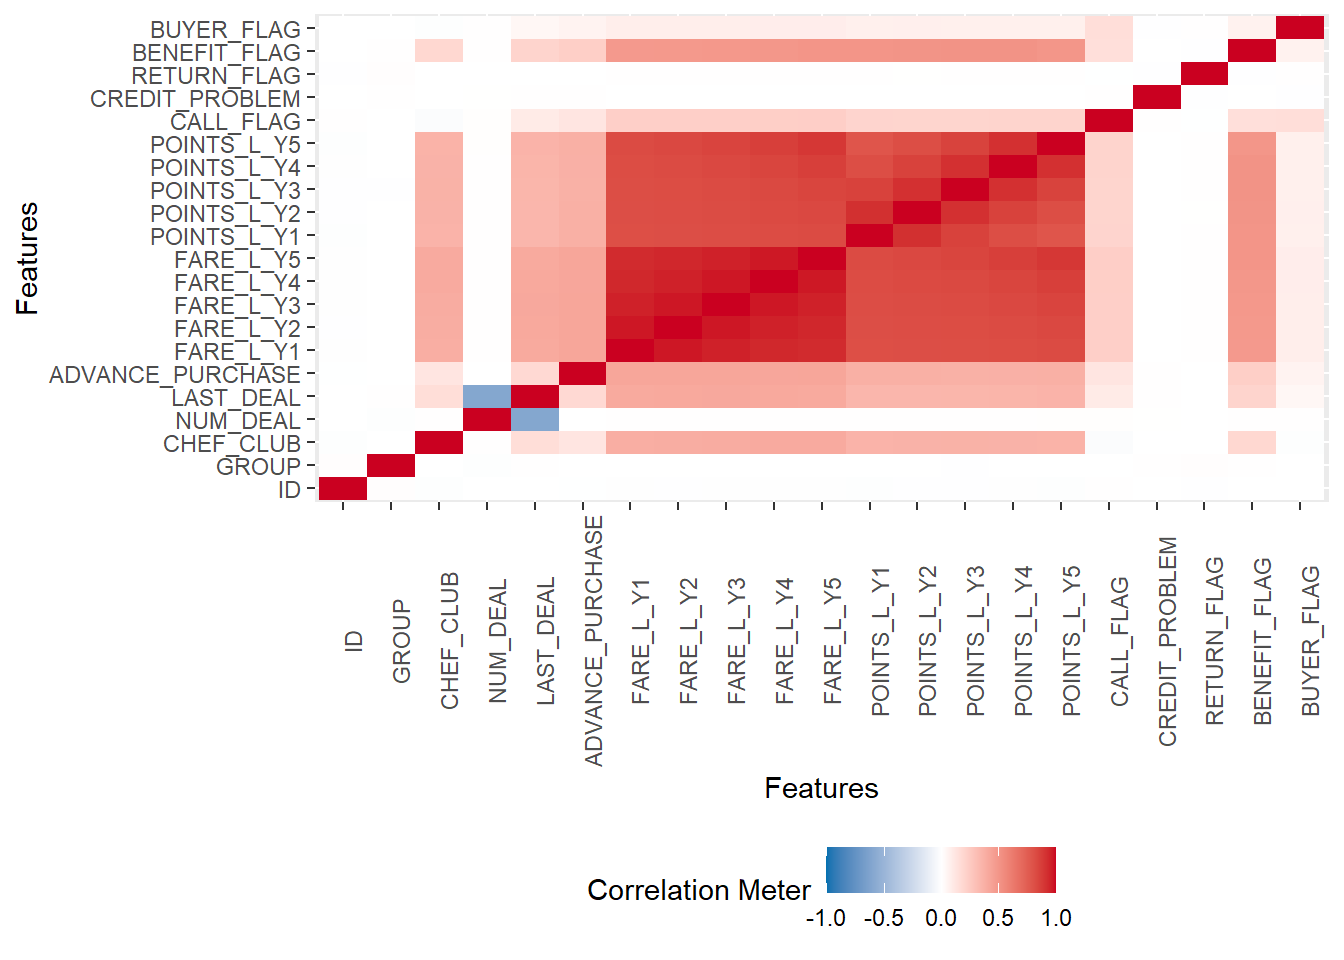 BUYER_FLAG
BENEFIT_FLAG
RETURN_FLAG
CREDIT_PROBLEM
CALL_FLAG
POINTS_L_Y5
POINTS_L_Y4
POINTS_L_Y3
POINTS_L_Y2
POINTS_L_Y1
FARE_L_Y5
FARE_L_Y4
FARE_L_Y3
FARE_L_Y2
FARE_L_Y1
ADVANCE_PURCHASE
LAST_DEAL
NUM_DEAL
CHEF_CLUB
GROUP
ID
Features
ID
GROUP
CHEF_CLUB
NUM_DEAL
LAST_DEAL
ADVANCE_PURCHASE
FARE_L_Y1
FARE_L_Y2
FARE_L_Y3
FARE_L_Y4
FARE_L_Y5
POINTS_L_Y1
POINTS_L_Y2
POINTS_L_Y3
POINTS_L_Y4
POINTS_L_Y5
CALL_FLAG
CREDIT_PROBLEM
RETURN_FLAG
BENEFIT_FLAG
BUYER_FLAG
Features
Correlation Meter
-1.0 -0.5 0.0 0.5 1.0